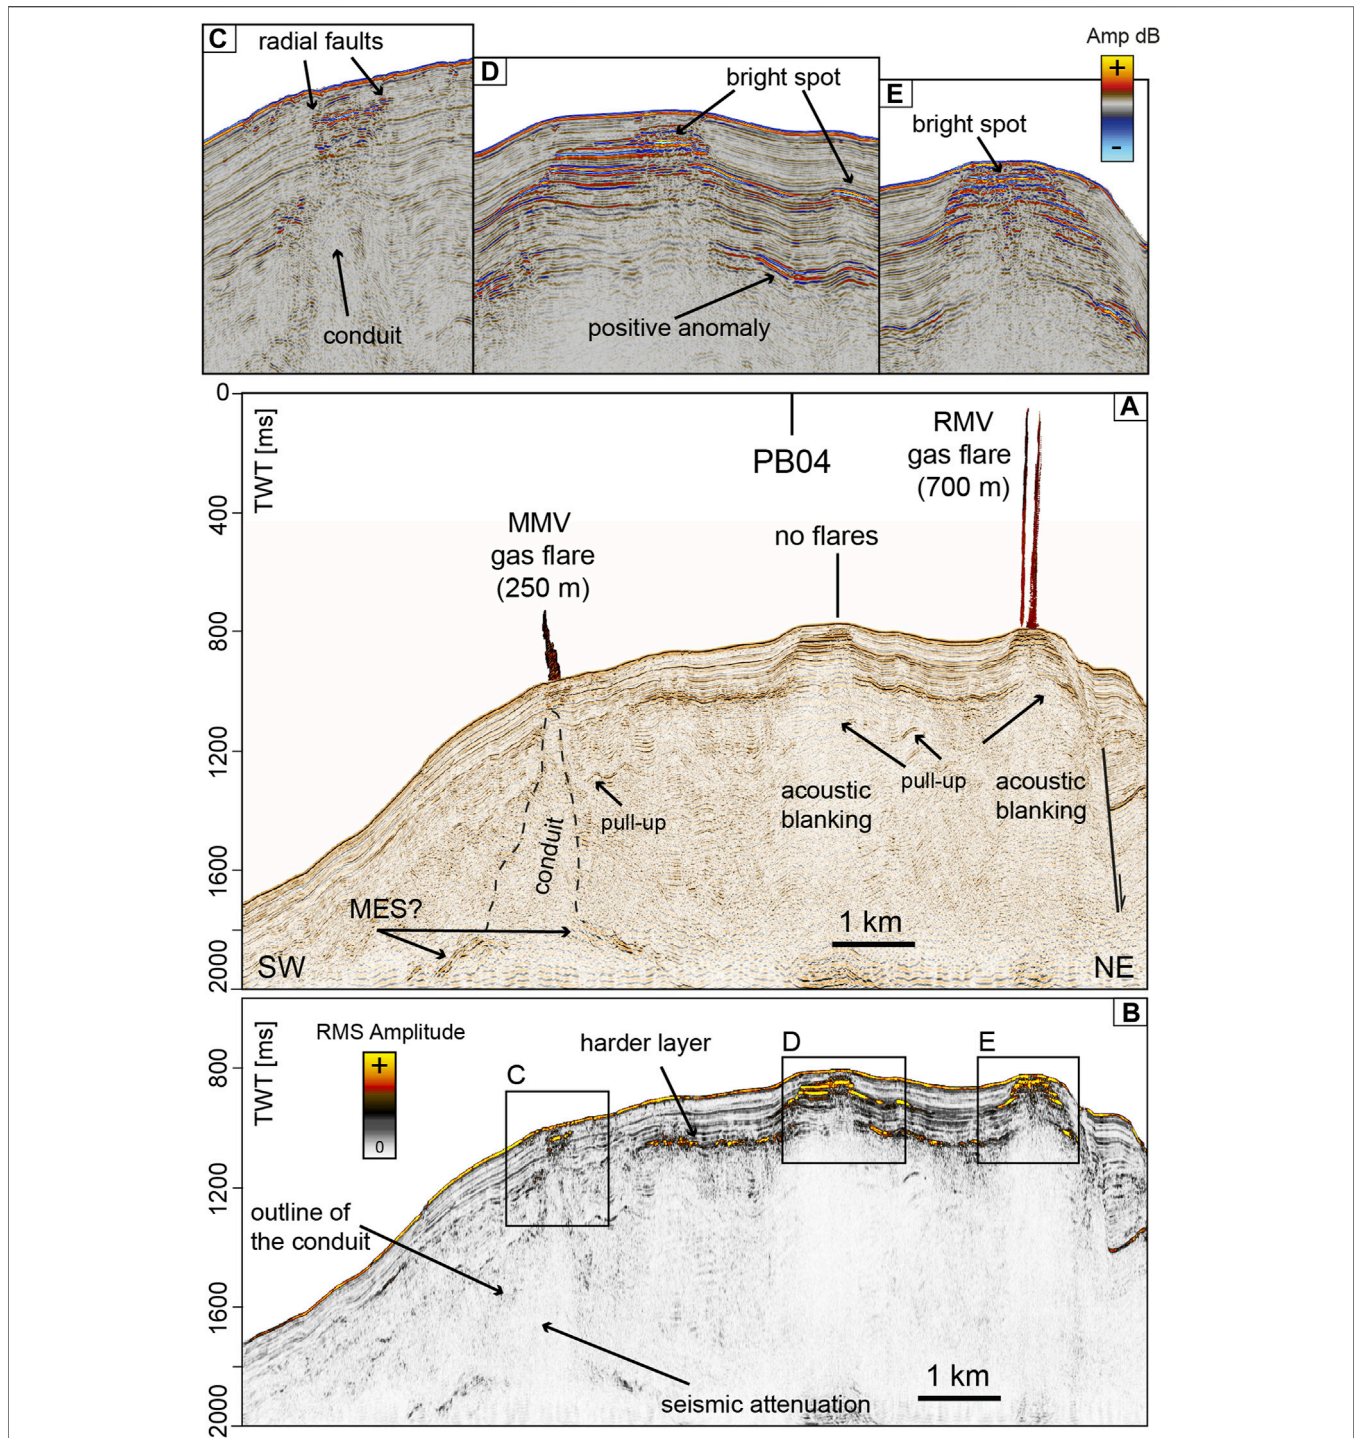 C
radial faults
conduit
D
bright spot
positive anomaly
E
bright spot
Amp dB
+
-
A
0
400
800
1200
1600
2000
TWT [ms]
MMV
gas flare
(250 m)
PB04
no flares
RMV
gas flare
(700 m)
pull-up
conduit
acoustic
blanking
pull-up
acoustic
blanking
MES?
1 km
SW
NE
B
800
1200
1600
2000
TWT [ms]
RMS Amplitude
+
0
harder layer
C
D
E
outline of
the conduit
seismic attenuation
1 km